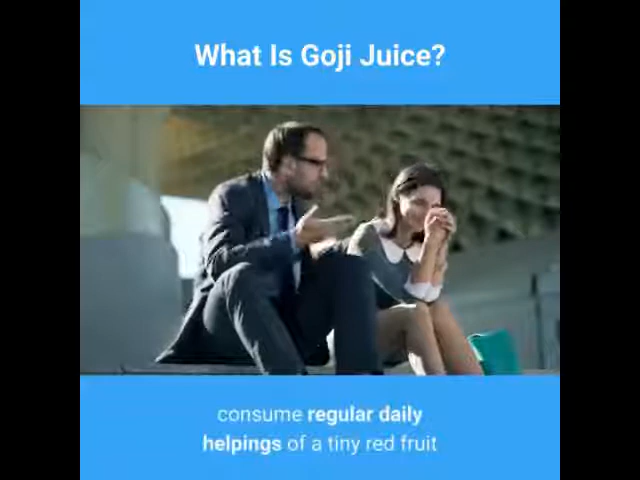 What Is Goji Juice?
consume regular daily
helpings of a tiny red fruit